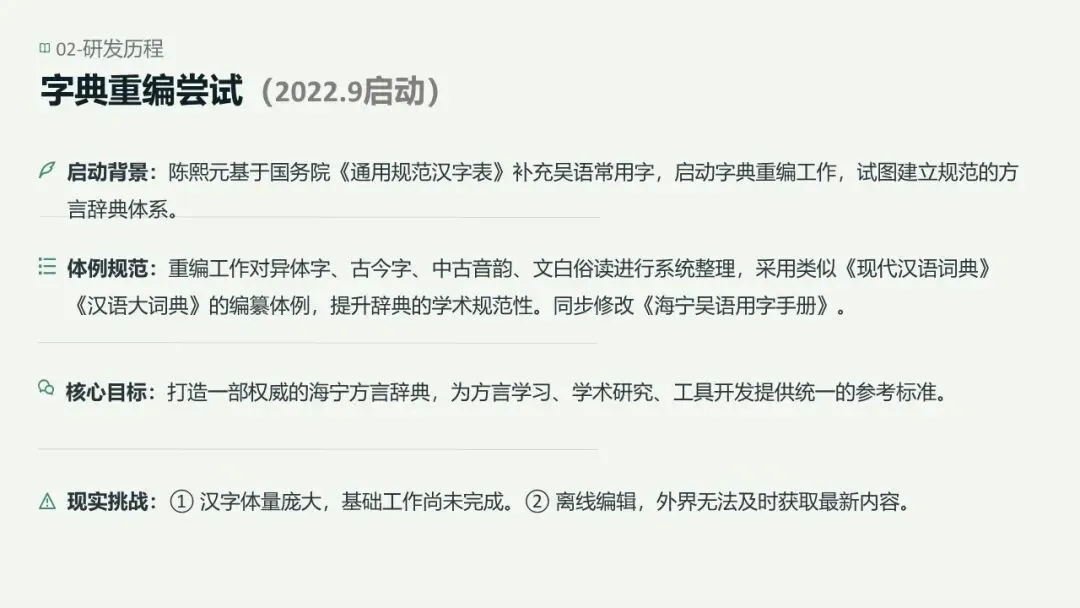 02-研发历程
字典重编尝试（2022.9启动）
启动背景：陈熙元基于国务院《通用规范汉字表》补充吴语常用字，启动字典重编工作，试图建立规范的方
言辞典体系。
体例规范：重编工作对异体字、古今字、中古音韵、文白俗读进行系统整理，采用类似《现代汉语词典》
《汉语大词典》的编纂体例，提升辞典的学术规范性。同步修改《海宁吴语用字手册》。
核心目标：打造一部权威的海宁方言辞典，为方言学习、学术研究、工具开发提供统一的参考标准。
现实挑战：① 汉字体量庞大，基础工作尚未完成。② 离线编辑，外界无法及时获取最新内容。